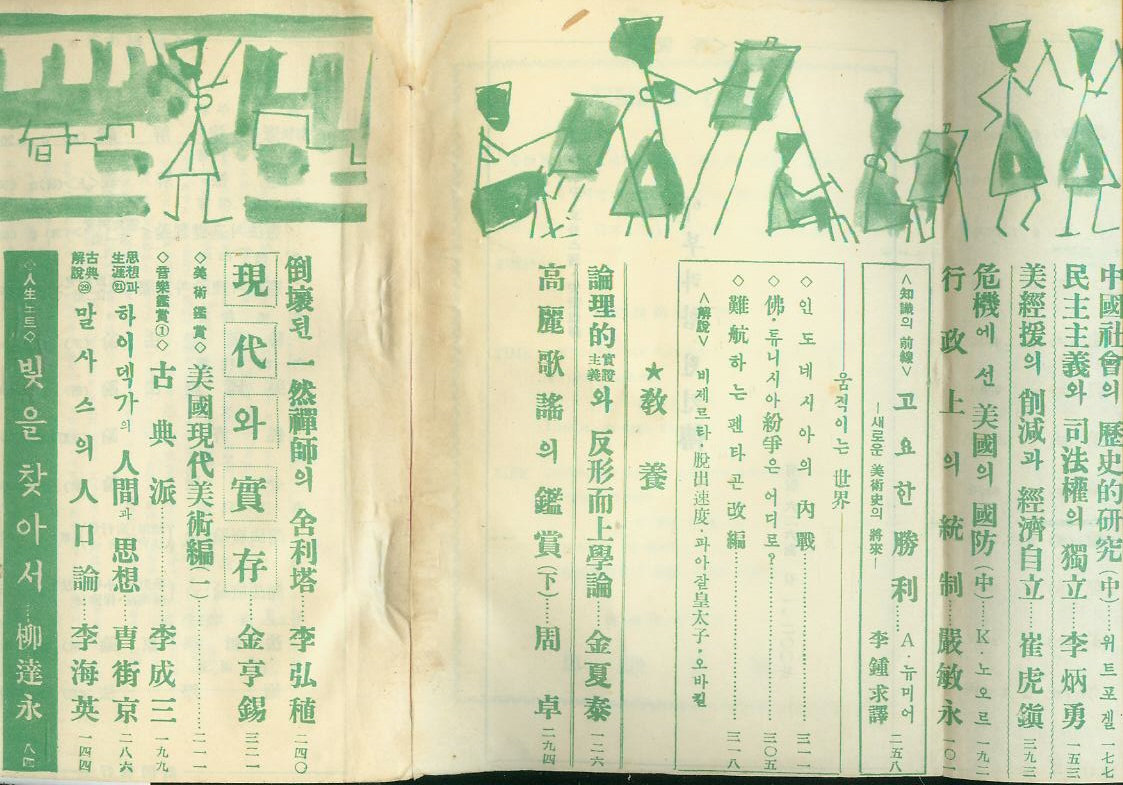 中國社會의 歷史的研究(中)……위트포겔 一七七
民主主義와 司法權의 獨立……李炳勇 一五三
美經援의 削減과 經濟自立……崔虎鎭 三九三
危機에 선 美國의 國防(中)……K·노오르 一九二
行政上의 統制……嚴敏永 一〇一
<知識의 前線> 고요한 勝利……A·뉴미어
—새로운 美術史의 將來— 李鍾求譯 二五八
움직이는 世界
◇인도네시아의 內戰……三一一
◇佛·튜니시아紛爭은 어디로?……三〇五
◇難航하는 펜타곤改編……三一八
<解說> 비제르타·脫出速度·파아잘皇太子·오바킬
★敎養
論理的實證主義와 反形而上學論……金夏泰 一二六
高麗歌謠의 鑑賞(下)……周卓 二九四
倒壞된 一然禪師의 舍利塔……李弘稙 二四〇
現代와實存……金亨錫 三二一
◇美術鑑賞◇ 美國現代美術編(一)……二一一
◇音樂鑑賞①◇ 古典派……李成三 一九九
思想과生涯㉑ 하이덱가의 人間과 思想……曺街京 二八六
古典解說㉙ 말사스의 人口論……李海英 一四四
◇人生노오트◇ 빛을 찾아서……柳達永 八四